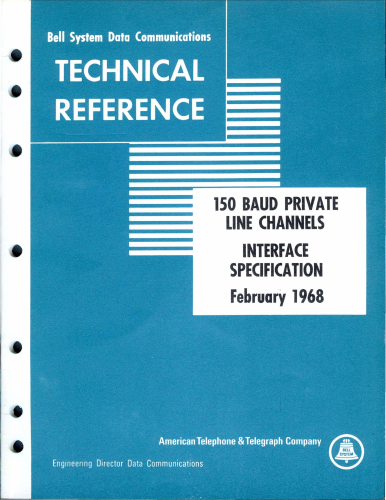 Bell System Data Communications
TECHNICAL
REFERENCE
150 BAUD PRIVATE
LINE CHANNELS
INTERFACE
SPECIFICATION
February 1968
American Telephone & Telegraph Company
BELL
SYSTEM
Engineering Director Data Communications